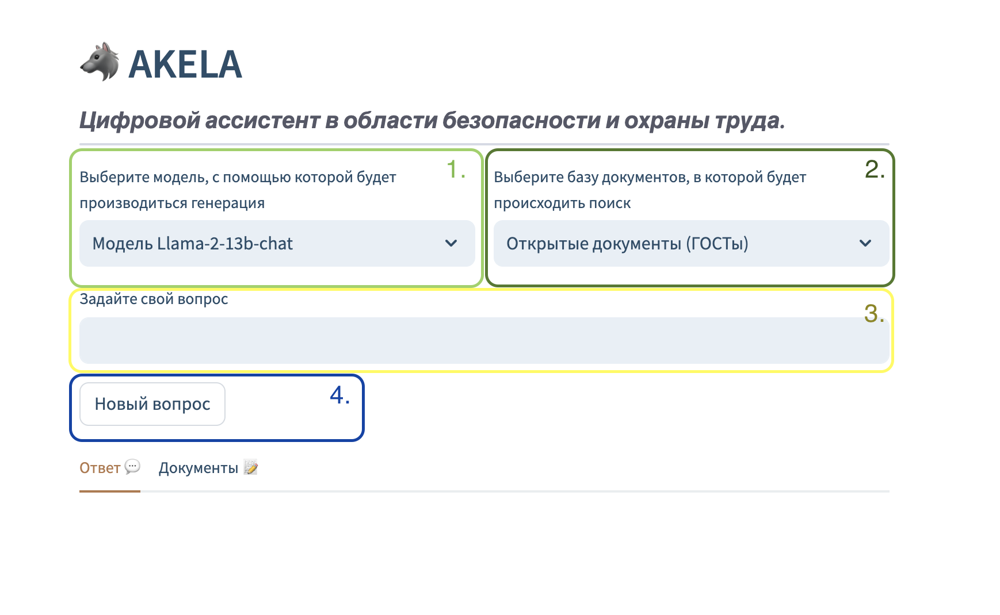 AKELA
Цифровой ассистент в области безопасности и охраны труда.
1.
Выберите модель, с помощью которой будет
производиться генерация
Модель Llama-2-13b-chat
2.
Выберите базу документов, в которой будет
происходить поиск
Открытые документы (ГОСТы)
3.
Задайте свой вопрос
4.
Новый вопрос
Ответ 💬 Документы 📝